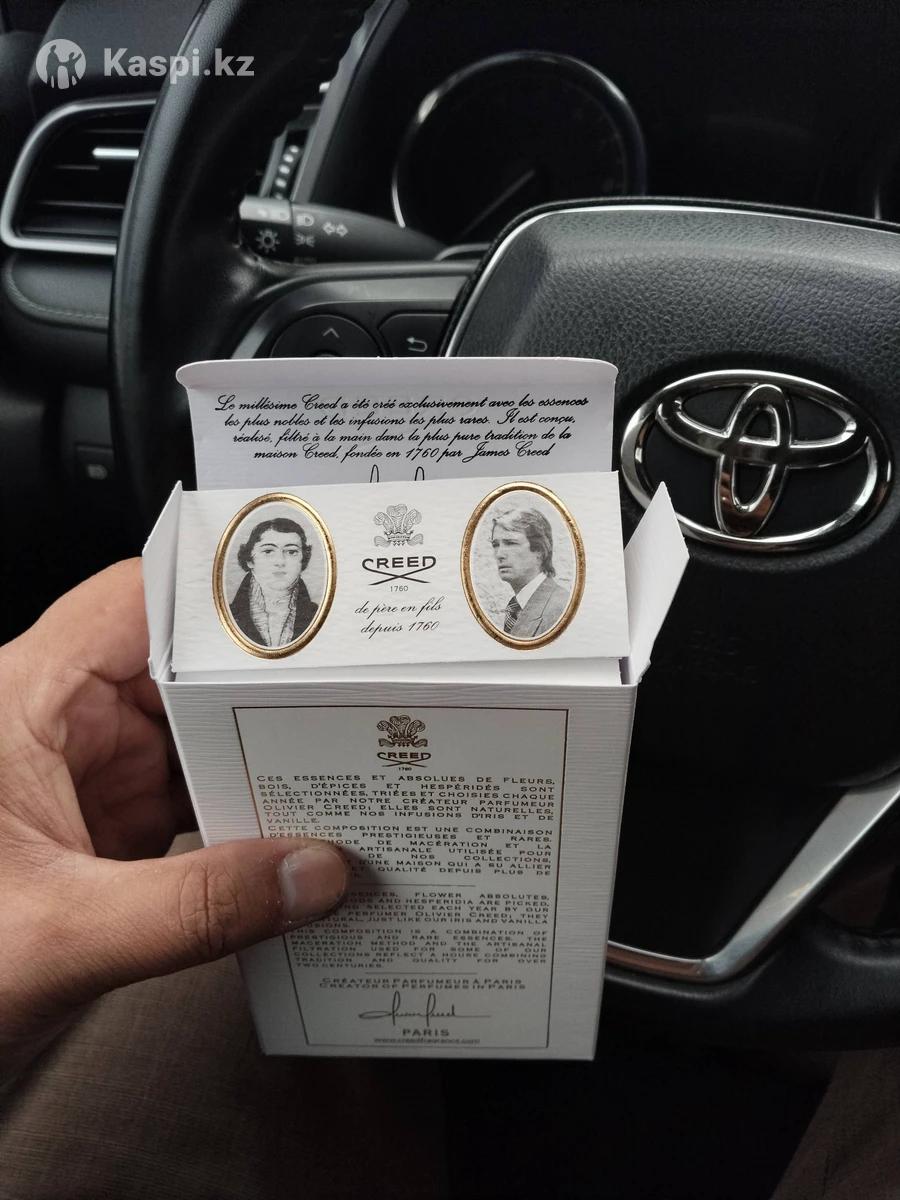 Kaspi.kz
Le millésime Creed a été créé exclusivement avec les essences
les plus nobles et les infusions les plus rares. Il est conçu,
réalisé, filtré à la main dans la plus pure tradition de la
maison Creed, fondée en 1760 par James Creed
CREED
1760
de père en fils
depuis 1760
CREED
1760
CES ESSENCES ET ABSOLUES DE FLEURS,
BOIS, D'ÉPICES ET HESPÉRIDÉS SONT
SÉLECTIONNÉES, TRIÉES ET CHOISIES CHAQUE
ANNÉE PAR NOTRE CRÉATEUR PARFUMEUR
OLIVIER CREED; ELLES SONT NATURELLES,
TOUT COMME NOS INFUSIONS D'IRIS ET DE
VANILLE.
CETTE COMPOSITION EST UNE COMBINAISON
D'ESSENCES PRESTIGIEUSES ET RARES.
DE MACÉRATION ET LA
ARTISANALE UTILISÉE POUR
DE NOS COLLECTIONS,
D'UNE MAISON QUI A SU ALLIER
ET QUALITÉ DEPUIS PLUS DE
FLOWER ABSOLUTES,
AND HESPERIDIA ARE PICKED,
SELECTED EACH YEAR BY OUR
PERFUMER OLIVIER CREED; THEY
JUST LIKE OUR IRIS AND VANILLA
THIS COMPOSITION IS A COMBINATION OF
PRESTIGIOUS AND RARE ESSENCES. THE
MACERATION METHOD AND THE ARTISANAL
FILTRATION USED FOR SOME OF OUR
COLLECTIONS REFLECT A HOUSE COMBINING
TRADITION AND QUALITY FOR OVER
TWO CENTURIES.
CRÉATEUR PARFUMEUR À PARIS
CREATOR OF PERFUMES IN PARIS
PARIS
www.creedfragrance.com